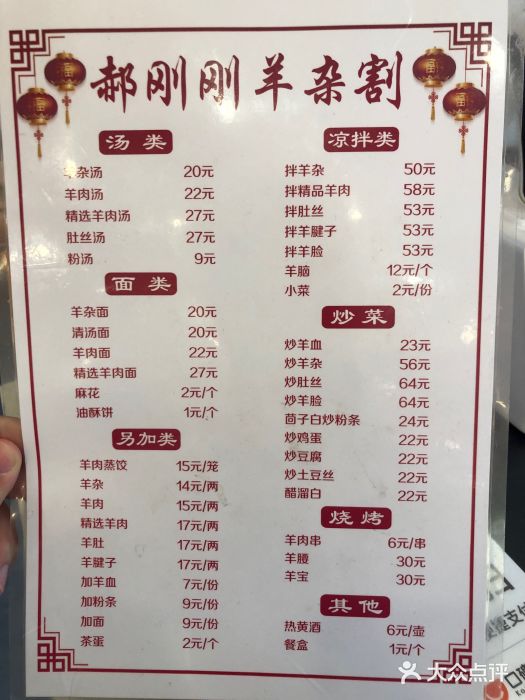 郝刚刚羊杂割
汤类
羊杂汤 20元
羊肉汤 22元
精选羊肉汤 27元
肚丝汤 27元
粉汤 9元
面类
羊杂面 20元
清汤面 20元
羊肉面 22元
精选羊肉面 27元
麻花 2元/个
油酥饼 1元/个
另加类
羊肉蒸饺 15元/笼
羊杂 14元/两
羊肉 15元/两
精选羊肉 17元/两
羊肚 17元/两
羊腱子 17元/两
加羊血 7元/份
加粉条 9元/份
加面 9元/份
茶蛋 2元/个
凉拌类
拌羊杂 50元
拌精品羊肉 58元
拌肚丝 53元
拌羊腱子 53元
拌羊脸 53元
羊脑 12元/个
小菜 2元/份
炒菜
炒羊血 23元
炒羊杂 56元
炒肚丝 64元
炒羊脸 64元
茴子白炒粉条 24元
炒鸡蛋 22元
炒豆腐 22元
炒土豆丝 22元
醋溜白 22元
烧烤
羊肉串 6元/串
羊腰 30元
羊宝 30元
其他
热黄酒 6元/壶
餐盒 1元/个
福
福
福
福
大众点评